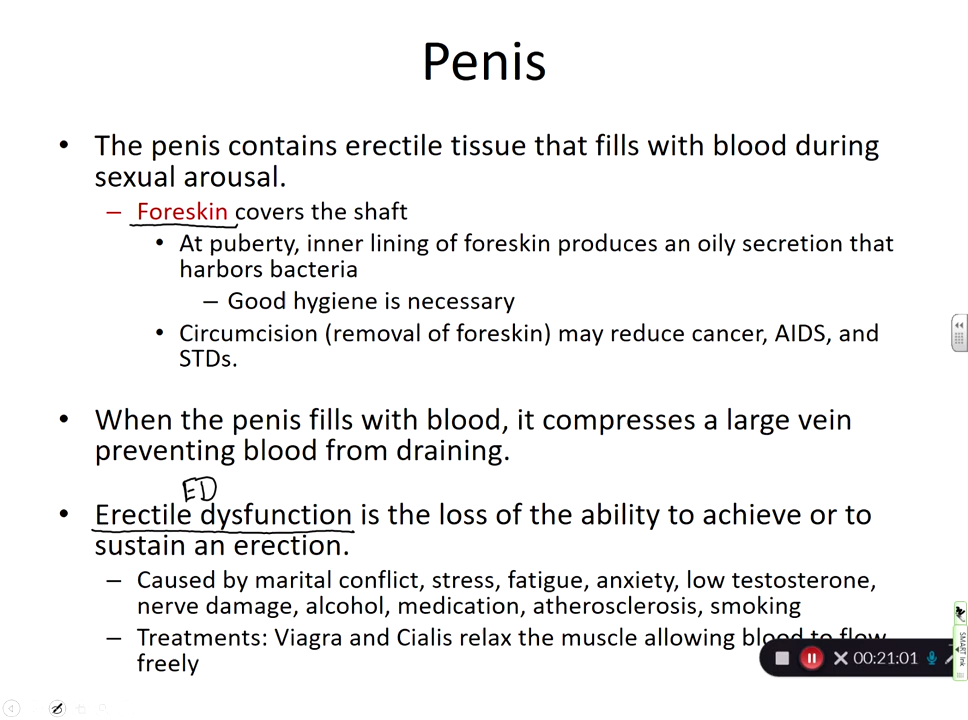 Penis
• The penis contains erectile tissue that fills with blood during
sexual arousal.
– Foreskin covers the shaft
• At puberty, inner lining of foreskin produces an oily secretion that
harbors bacteria
– Good hygiene is necessary
• Circumcision (removal of foreskin) may reduce cancer, AIDS, and
STDs.
• When the penis fills with blood, it compresses a large vein
preventing blood from draining.
ED
• Erectile dysfunction is the loss of the ability to achieve or to
sustain an erection.
– Caused by marital conflict, stress, fatigue, anxiety, low testosterone,
nerve damage, alcohol, medication, atherosclerosis, smoking
– Treatments: Viagra and Cialis relax the muscle allowing blood to flow
freely
00:21:01
SMART Ink